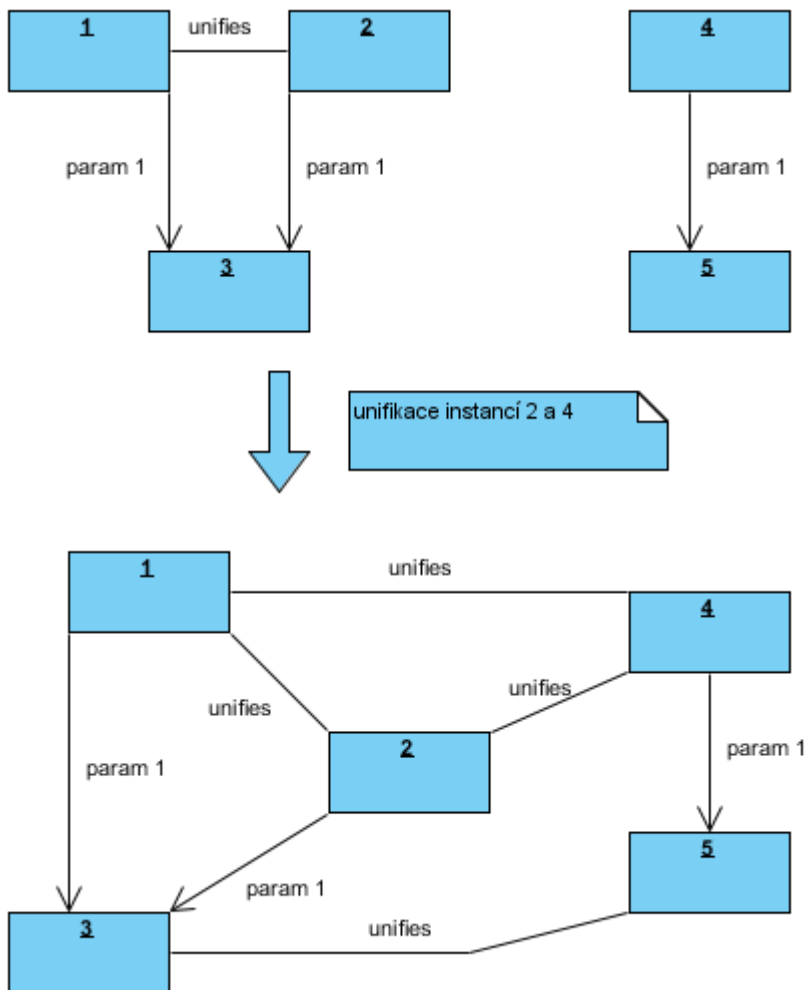 1
unifies
2
4
param 1
param 1
param 1
3
5
unifikace instancí 2 a 4
1
unifies
4
unifies
unifies
2
param 1
param 1
5
param 1
3
unifies